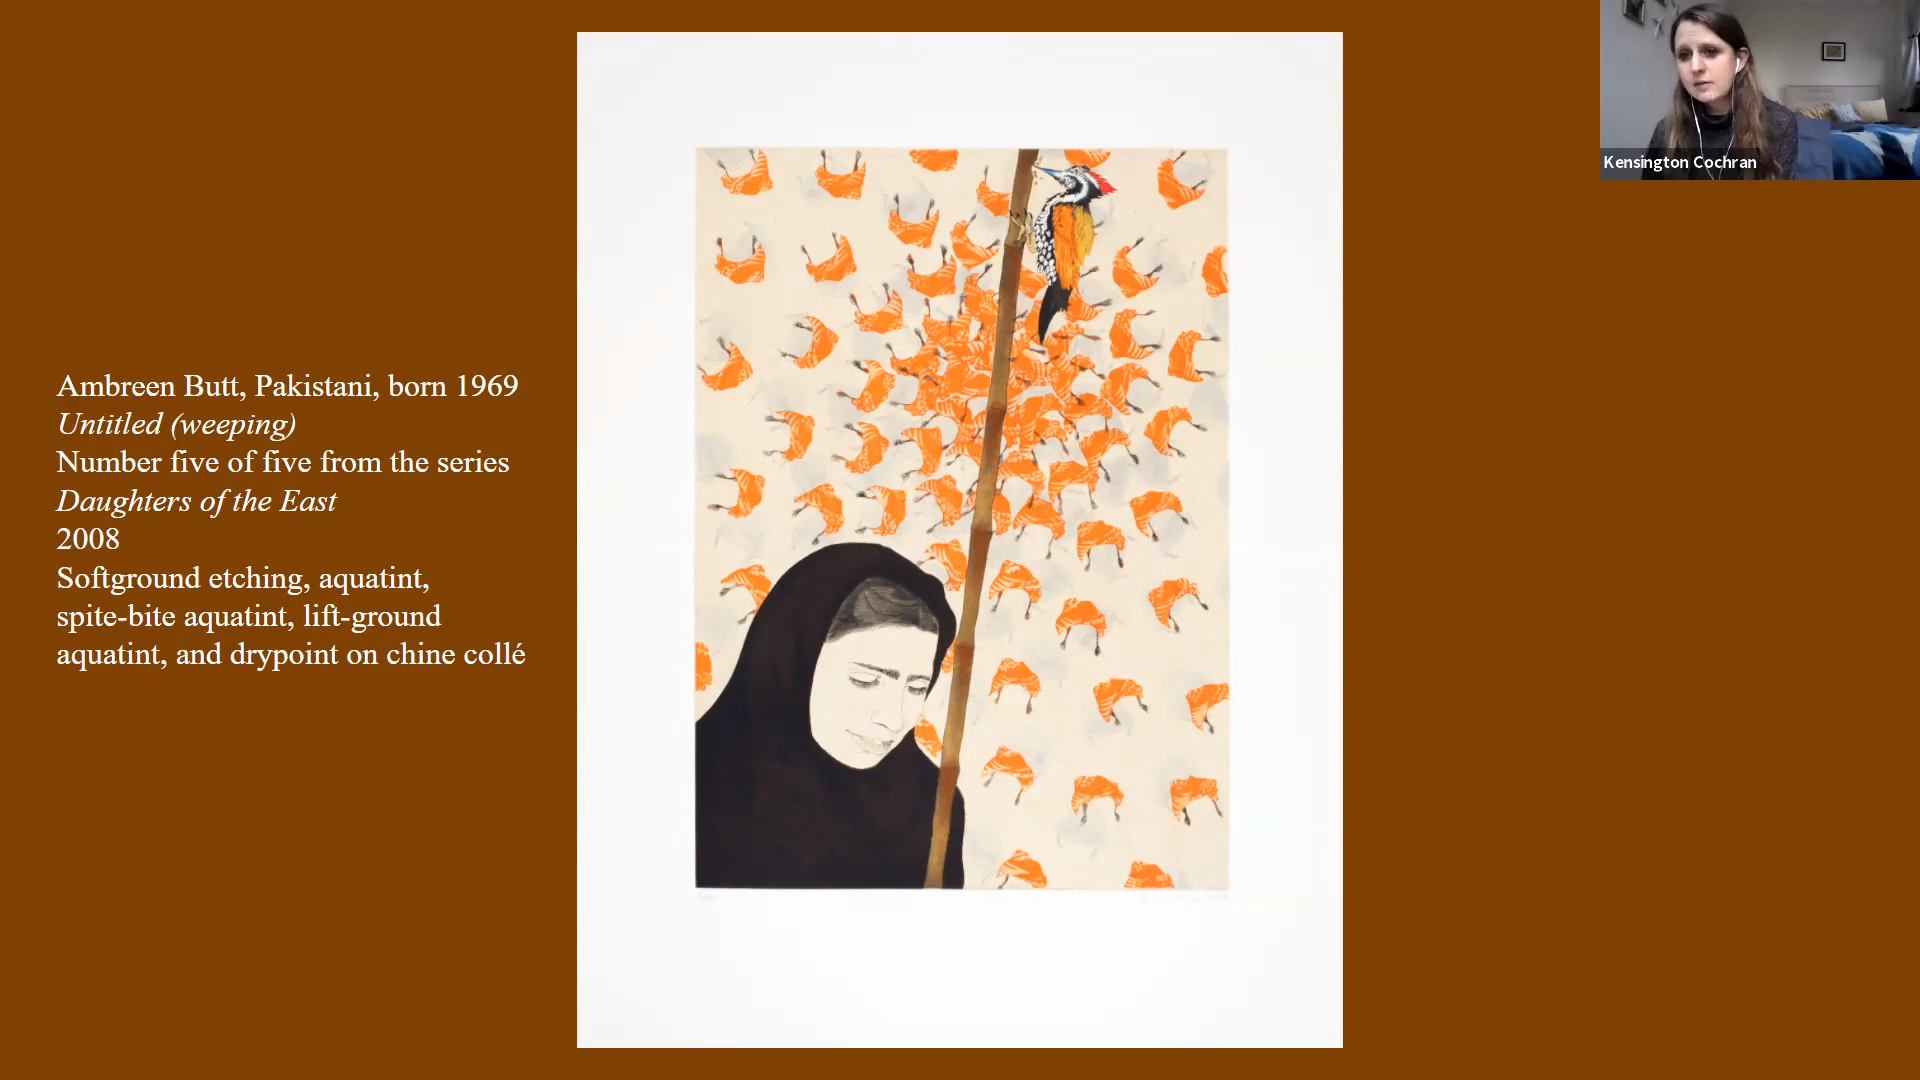 Kensington Cochran
Ambreen Butt, Pakistani, born 1969
Untitled (weeping)
Number five of five from the series
Daughters of the East
2008
Softground etching, aquatint,
spite-bite aquatint, lift-ground
aquatint, and drypoint on chine collé